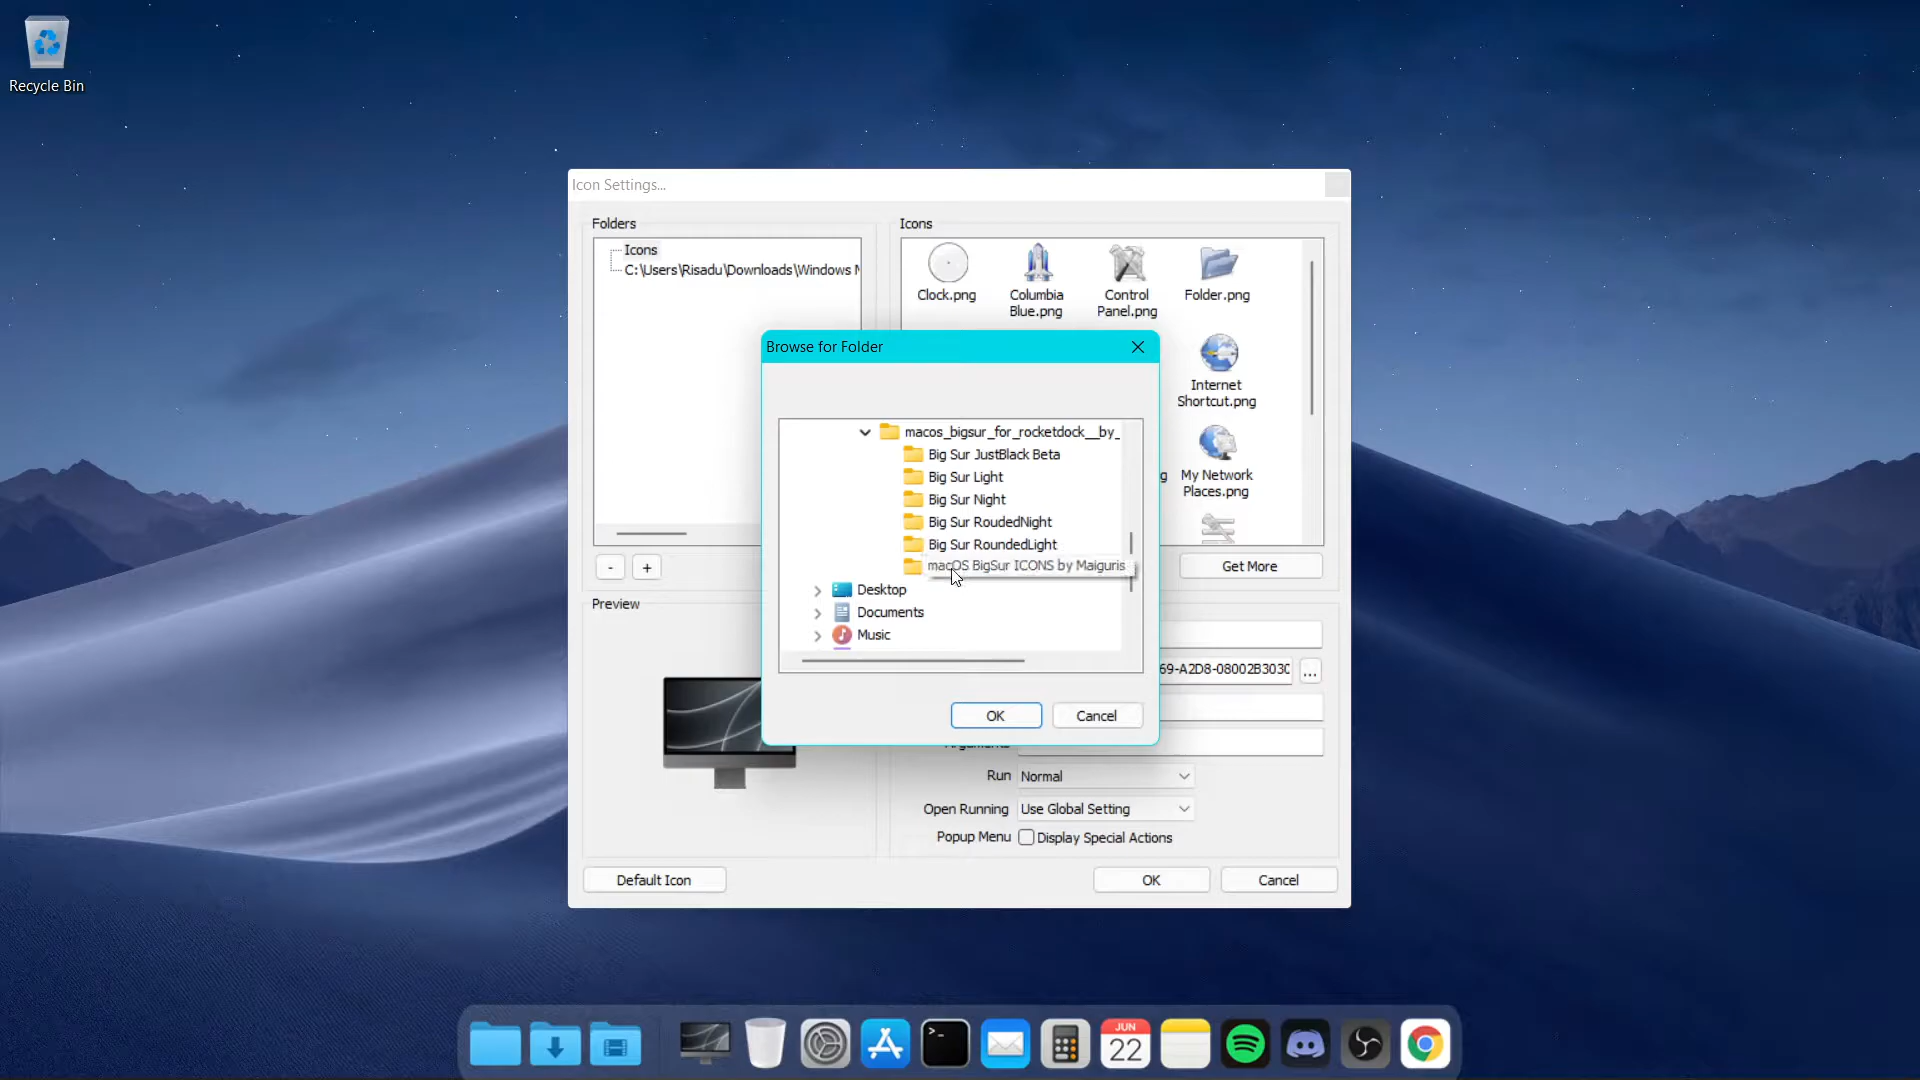 Recycle Bin
Icon Settings...
Folders
Icons
C:\Users\Risadu\Downloads\Windows
Icons
Clock.png
Columbia
Blue.png
Control
Panel.png
Folder.png
Internet
Shortcut.png
My Network
Places.png
Browse for Folder
macos_bigsur_for_rocketdock__by_
Big Sur JustBlack Beta
Big Sur Light
Big Sur Night
Big Sur RoudedNight
Big Sur RoundedLight
macOS BigSur ICONS by Maiguris
Desktop
Documents
Music
OK
Cancel
-
+
Get More
Preview
69-A2D8-08002B3030
...
Run
Normal
Open Running
Use Global Setting
Popup Menu
Display Special Actions
Default Icon
OK
Cancel
>_
JUN
22